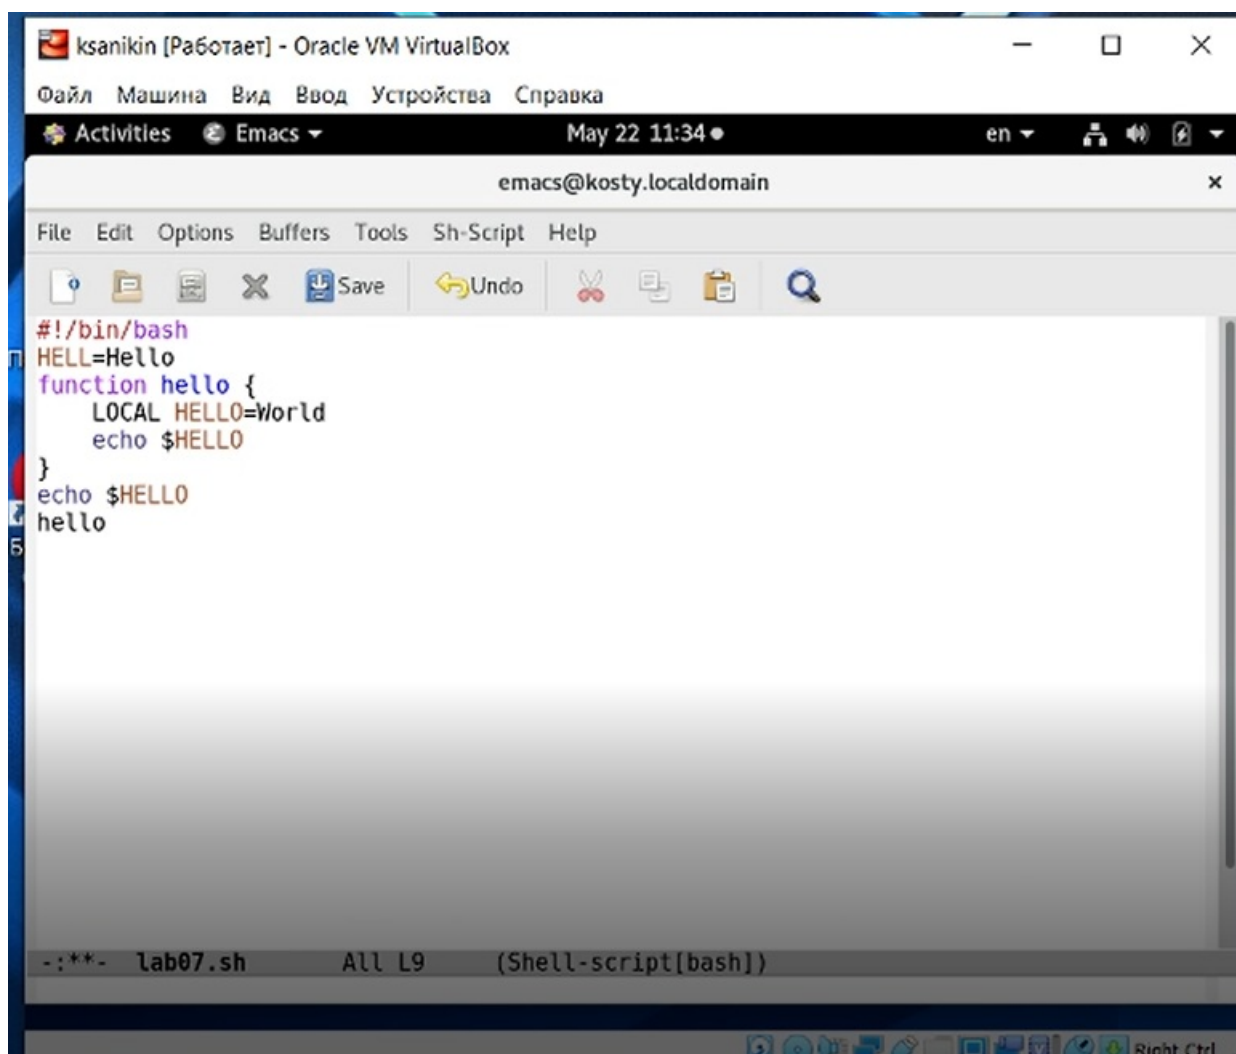 ksanikin [Работает] - Oracle VM VirtualBox
Файл Машина Вид Ввод Устройства Справка
Activities Emacs May 22 11:34 en
emacs@kosty.localdomain
File Edit Options Buffers Tools Sh-Script Help
Save Undo
#!/bin/bash
HELL=Hello
function hello {
LOCAL HELLO=World
echo $HELLO
}
echo $HELLO
hello
-:**- lab07.sh All L9 (Shell-script[bash])
Right Ctrl